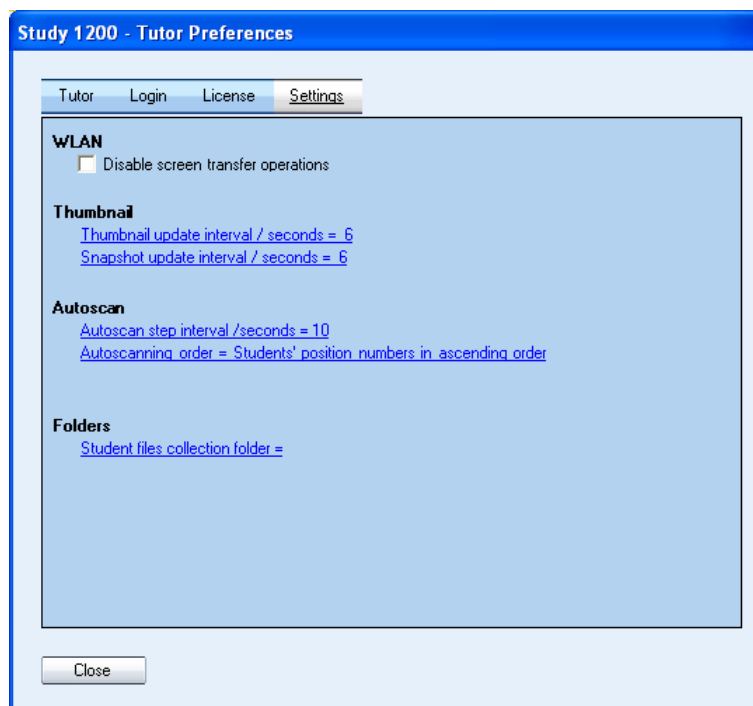 Study 1200 - Tutor Preferences
Tutor Login License Settings
WLAN
Disable screen transfer operations
Thumbnail
Thumbnail update interval / seconds = 6
Snapshot update interval / seconds = 6
Autoscan
Autoscan step interval /seconds = 10
Autoscanning order = Students' position numbers in ascending order
Folders
Student files collection folder =
Close